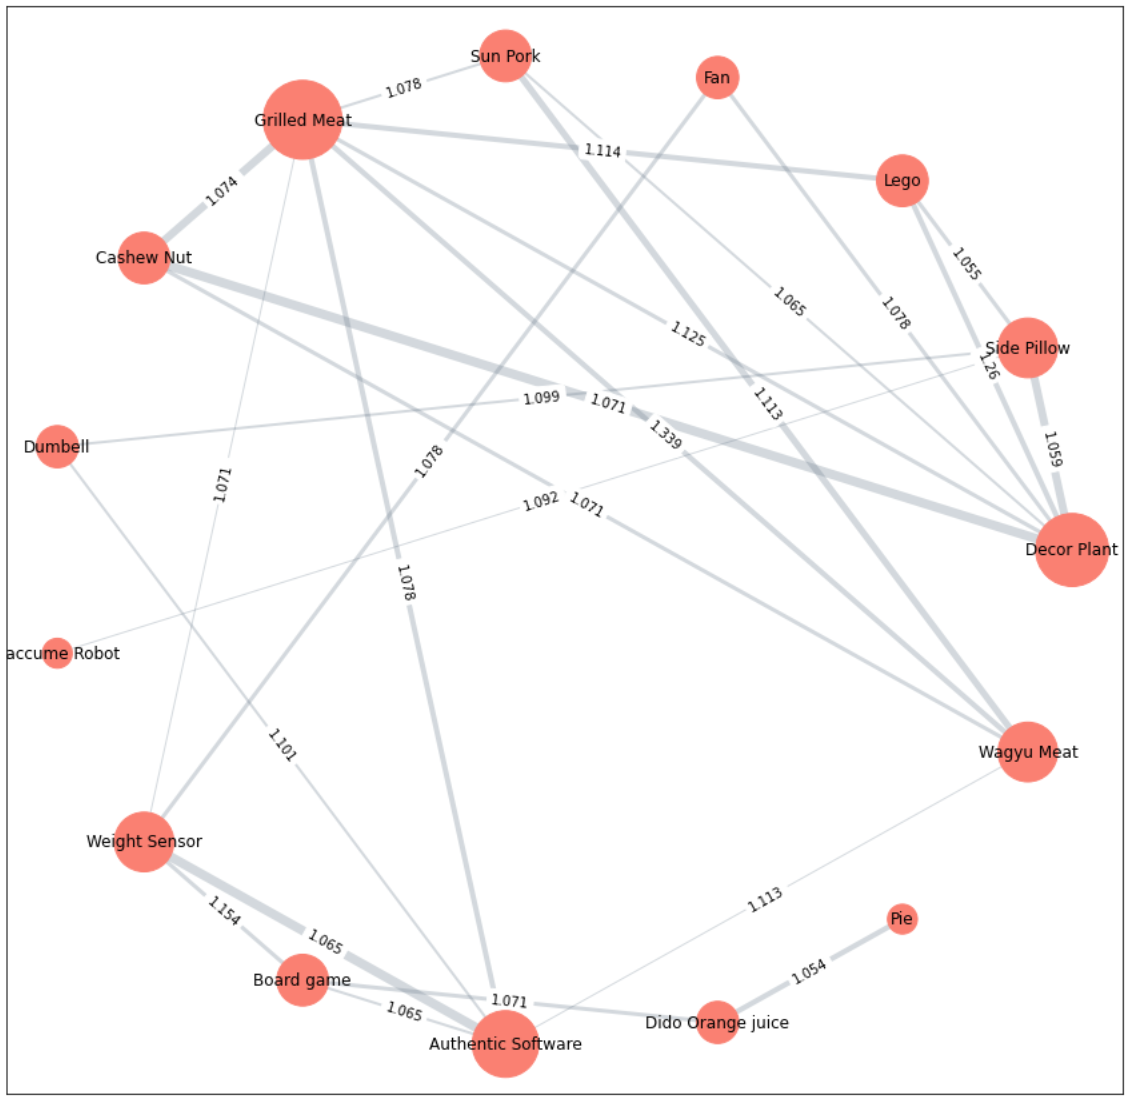 Sun Pork
Fan
1.078
Grilled Meat
1.114
Lego
1.074
Cashew Nut
1.055
1.065
1.078
1.125
Side Pillow
1.26
1.099
1.071
1.113
1.339
Dumbell
1.059
1.078
1.071
1.092
1.071
Decor Plant
1.078
accume Robot
1.101
Wagyu Meat
Weight Sensor
1.154
1.113
Pie
1.065
1.054
Board game
1.071
1.065
Dido Orange juice
Authentic Software